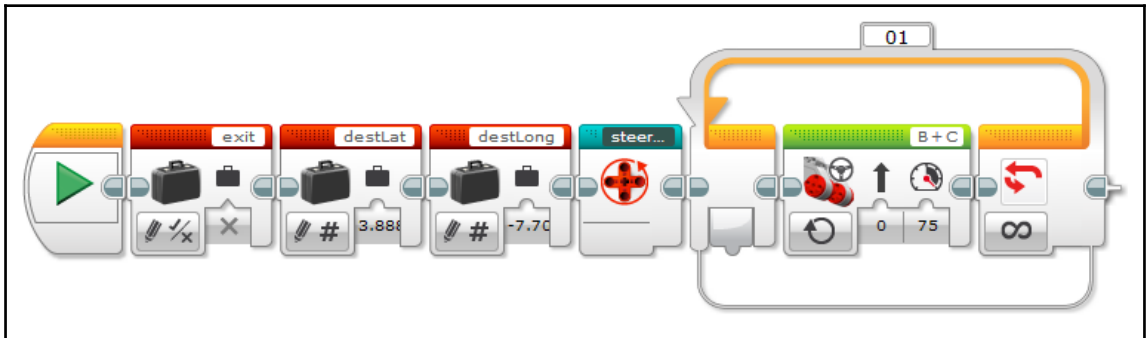 01
exit
destLat
destLong
steer...
B + C
#
3.888
#
-7.70
0
75
∞